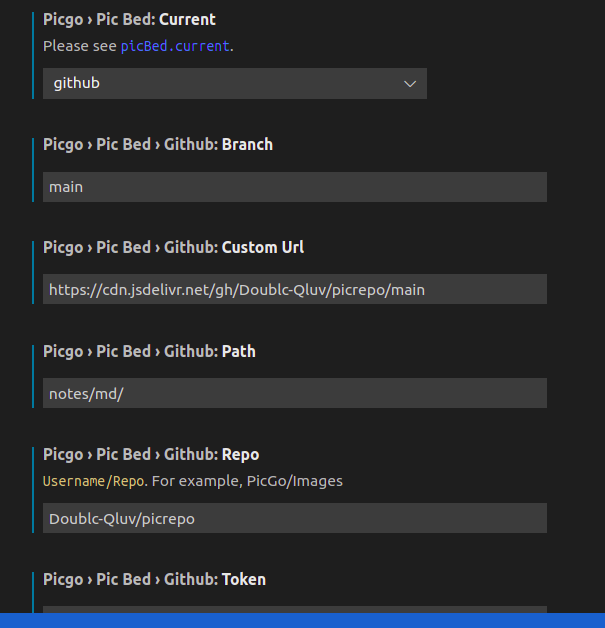 Picgo › Pic Bed: Current
Please see picBed.current.
github
Picgo › Pic Bed › Github: Branch
main
Picgo › Pic Bed › Github: Custom Url
https://cdn.jsdelivr.net/gh/Doublc-Qluv/picrepo/main
Picgo › Pic Bed › Github: Path
notes/md/
Picgo › Pic Bed › Github: Repo
Username/Repo. For example, PicGo/Images
Doublc-Qluv/picrepo
Picgo › Pic Bed › Github: Token